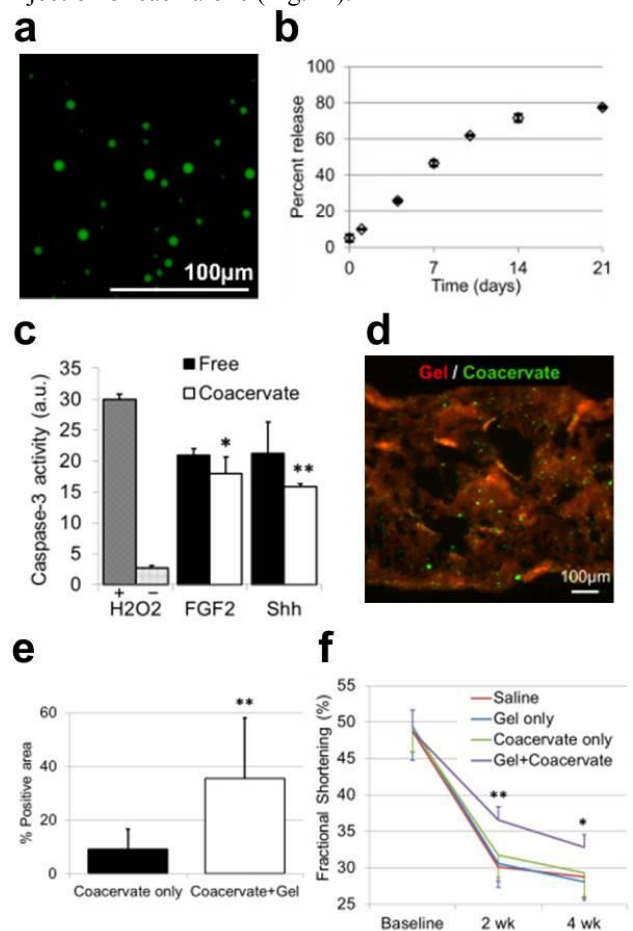 a
b
100μm
Percent release
100
80
60
40
20
0
0 7 14 21
Time (days)
c
d
Caspase-3 activity (a.u.)
35
30
25
20
15
10
5
0
Free
Coacervate
*
**
+ −
H2O2 FGF2 Shh
Gel / Coacervate
100μm
e
f
% Positive area
60
40
20
0
**
Coacervate only Coacervate+Gel
Fractional Shortening (%)
55
50
45
40
35
30
25
Saline
Gel only
Coacervate only
Gel+Coacervate
**
*
Baseline 2 wk 4 wk